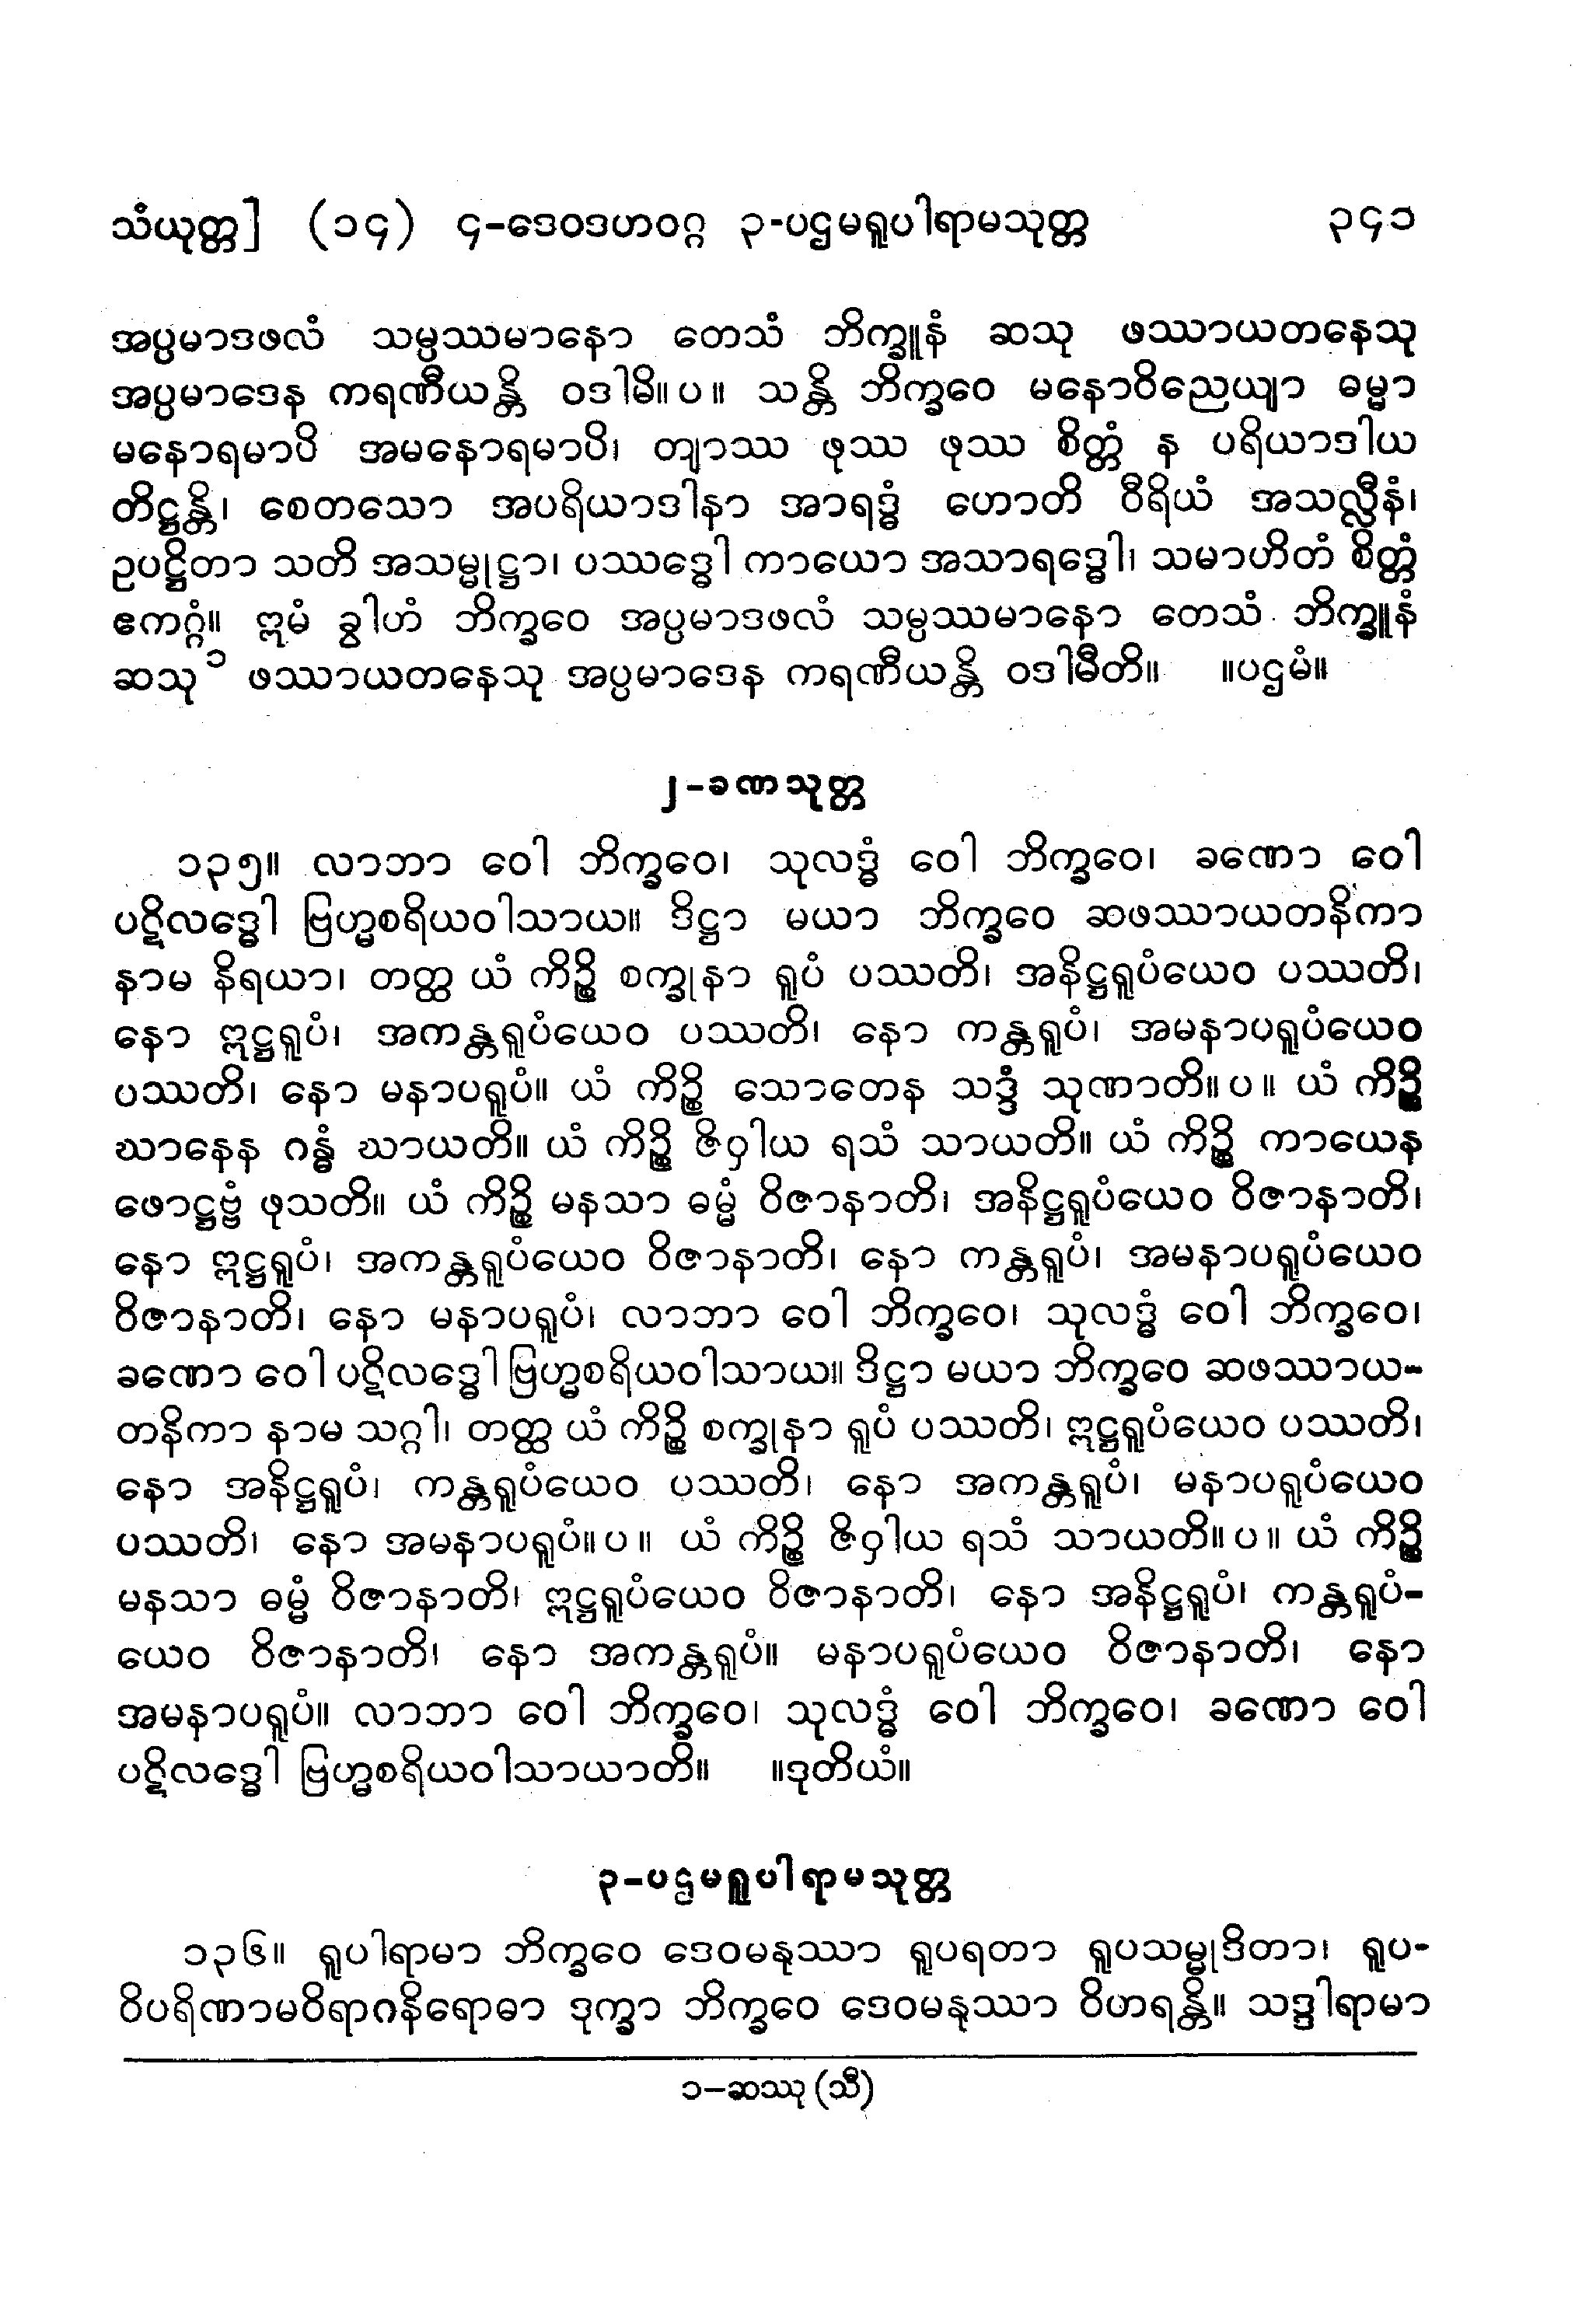 သံယုတ္တ] (၁၄) ၄-ဒေဝဒဟဝဂ္ဂ ၃-ပဌမရူပါရာမသုတ္တ ၃၄၁
အပ္ပမာဒဖလံ သမ္ပဿမာနော တေသံ ဘိက္ခူနံ ဆသု ဖဿာယတနေသု
အပ္ပမာဒေန ကရဏီယန္တိ ဝဒါမိ။ပ။ သန္တိ ဘိက္ခဝေ မနောဝိညေယျာ ဓမ္မာ
မနောရမာပိ အမနောရမာပိ၊ တျာဿ ဖုဿ ဖုဿ စိတ္တံ န ပရိယာဒါယ
တိဋ္ဌန္တိ၊ စေတသော အပရိယာဒါနာ အာရဒ္ဓံ ဟောတိ ဝီရိယံ အသလ္လီနံ၊
ဥပဋ္ဌိတာ သတိ အသမ္မုဋ္ဌာ၊ ပဿဒ္ဓေါ ကာယော အသာရဒ္ဓေါ၊ သမာဟိတံ စိတ္တံ
ဧကဂ္ဂံ။ ဣမံ ခွါဟံ ဘိက္ခဝေ အပ္ပမာဒဖလံ သမ္ပဿမာနော တေသံ ဘိက္ခူနံ
ဆသု ၁ ဖဿာယတနေသု အပ္ပမာဒေန ကရဏီယန္တိ ဝဒါမီတိ။ ။ပဌမံ။
၂-ခဏသုတ္တ
၁၃၅။ လာဘာ ဝေါ ဘိက္ခဝေ၊ သုလဒ္ဓံ ဝေါ ဘိက္ခဝေ၊ ခဏော ဝေါ
ပဋိလဒ္ဓေါ ဗြဟ္မစရိယဝါသာယ။ ဒိဋ္ဌာ မယာ ဘိက္ခဝေ ဆဖဿာယတနိကာ
နာမ နိရယာ၊ တတ္ထ ယံ ကိဉ္စိ စက္ခုနာ ရူပံ ပဿတိ၊ အနိဋ္ဌရူပံယေဝ ပဿတိ၊
နော ဣဋ္ဌရူပံ၊ အကန္တရူပံယေဝ ပဿတိ၊ နော ကန္တရူပံ၊ အမနာပရူပံယေဝ
ပဿတိ၊ နော မနာပရူပံ။ ယံ ကိဉ္စိ သောတေန သဒ္ဒံ သုဏာတိ။ပ။ ယံ ကိဉ္စိ
ဃာနေန ဂန္ဓံ ဃာယတိ။ ယံ ကိဉ္စိ ဇိဝှါယ ရသံ သာယတိ။ ယံ ကိဉ္စိ ကာယေန
ဖောဋ္ဌဗ္ဗံ ဖုသတိ။ ယံ ကိဉ္စိ မနသာ ဓမ္မံ ဝိဇာနာတိ၊ အနိဋ္ဌရူပံယေဝ ဝိဇာနာတိ၊
နော ဣဋ္ဌရူပံ၊ အကန္တရူပံယေဝ ဝိဇာနာတိ၊ နော ကန္တရူပံ၊ အမနာပရူပံယေဝ
ဝိဇာနာတိ၊ နော မနာပရူပံ၊ လာဘာ ဝေါ ဘိက္ခဝေ၊ သုလဒ္ဓံ ဝေါ ဘိက္ခဝေ၊
ခဏော ဝေါ ပဋိလဒ္ဓေါ ဗြဟ္မစရိယဝါသာယ။ ဒိဋ္ဌာ မယာ ဘိက္ခဝေ ဆဖဿာယ-
တနိကာ နာမ သဂ္ဂါ၊ တတ္ထ ယံ ကိဉ္စိ စက္ခုနာ ရူပံ ပဿတိ၊ ဣဋ္ဌရူပံယေဝ ပဿတိ၊
နော အနိဋ္ဌရူပံ၊ ကန္တရူပံယေဝ ပဿတိ၊ နော အကန္တရူပံ၊ မနာပရူပံယေဝ
ပဿတိ၊ နော အမနာပရူပံ။ပ။ ယံ ကိဉ္စိ ဇိဝှါယ ရသံ သာယတိ။ပ။ ယံ ကိဉ္စိ
မနသာ ဓမ္မံ ဝိဇာနာတိ၊ ဣဋ္ဌရူပံယေဝ ဝိဇာနာတိ၊ နော အနိဋ္ဌရူပံ၊ ကန္တရူပံ-
ယေဝ ဝိဇာနာတိ၊ နော အကန္တရူပံ။ မနာပရူပံယေဝ ဝိဇာနာတိ၊ နော
အမနာပရူပံ။ လာဘာ ဝေါ ဘိက္ခဝေ၊ သုလဒ္ဓံ ဝေါ ဘိက္ခဝေ၊ ခဏော ဝေါ
ပဋိလဒ္ဓေါ ဗြဟ္မစရိယဝါသာယာတိ။ ။ဒုတိယံ။
၃-ပဌမရူပါရာမသုတ္တ
၁၃၆။ ရူပါရာမာ ဘိက္ခဝေ ဒေဝမနုဿာ ရူပရတာ ရူပသမ္မုဒိတာ၊ ရူပ-
ဝိပရိဏာမဝိရာဂနိရောဓာ ဒုက္ခာ ဘိက္ခဝေ ဒေဝမနုဿာ ဝိဟရန္တိ။ သဒ္ဒါရာမာ
၁-ဆဿု (သီ)